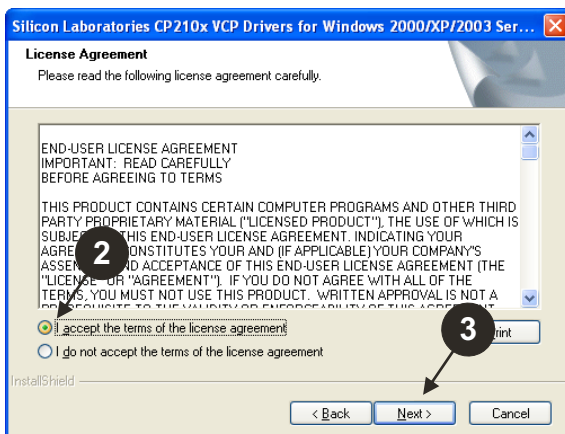 Silicon Laboratories CP210x VCP Drivers for Windows 2000/XP/2003 Ser...
License Agreement
Please read the following license agreement carefully.
END-USER LICENSE AGREEMENT
IMPORTANT: READ CAREFULLY
BEFORE AGREEING TO TERMS
THIS PRODUCT CONTAINS CERTAIN COMPUTER PROGRAMS AND OTHER THIRD
PARTY PROPRIETARY MATERIAL ("LICENSED PRODUCT"), THE USE OF WHICH IS
THIS END-USER LICENSE AGREEMENT. INDICATING YOUR
YOUR AND (IF APPLICABLE) YOUR COMPANY'S
ACCEPTANCE OF THIS END-USER LICENSE AGREEMENT (THE
"LICENSE" OR "AGREEMENT"). IF YOU DO NOT AGREE WITH ALL OF THE
TERMS, YOU MUST NOT USE THIS PRODUCT. WRITTEN APPROVAL IS NOT A
2
I accept the terms of the license agreement
I do not accept the terms of the license agreement
3
InstallShield
< Back
Next >
Cancel